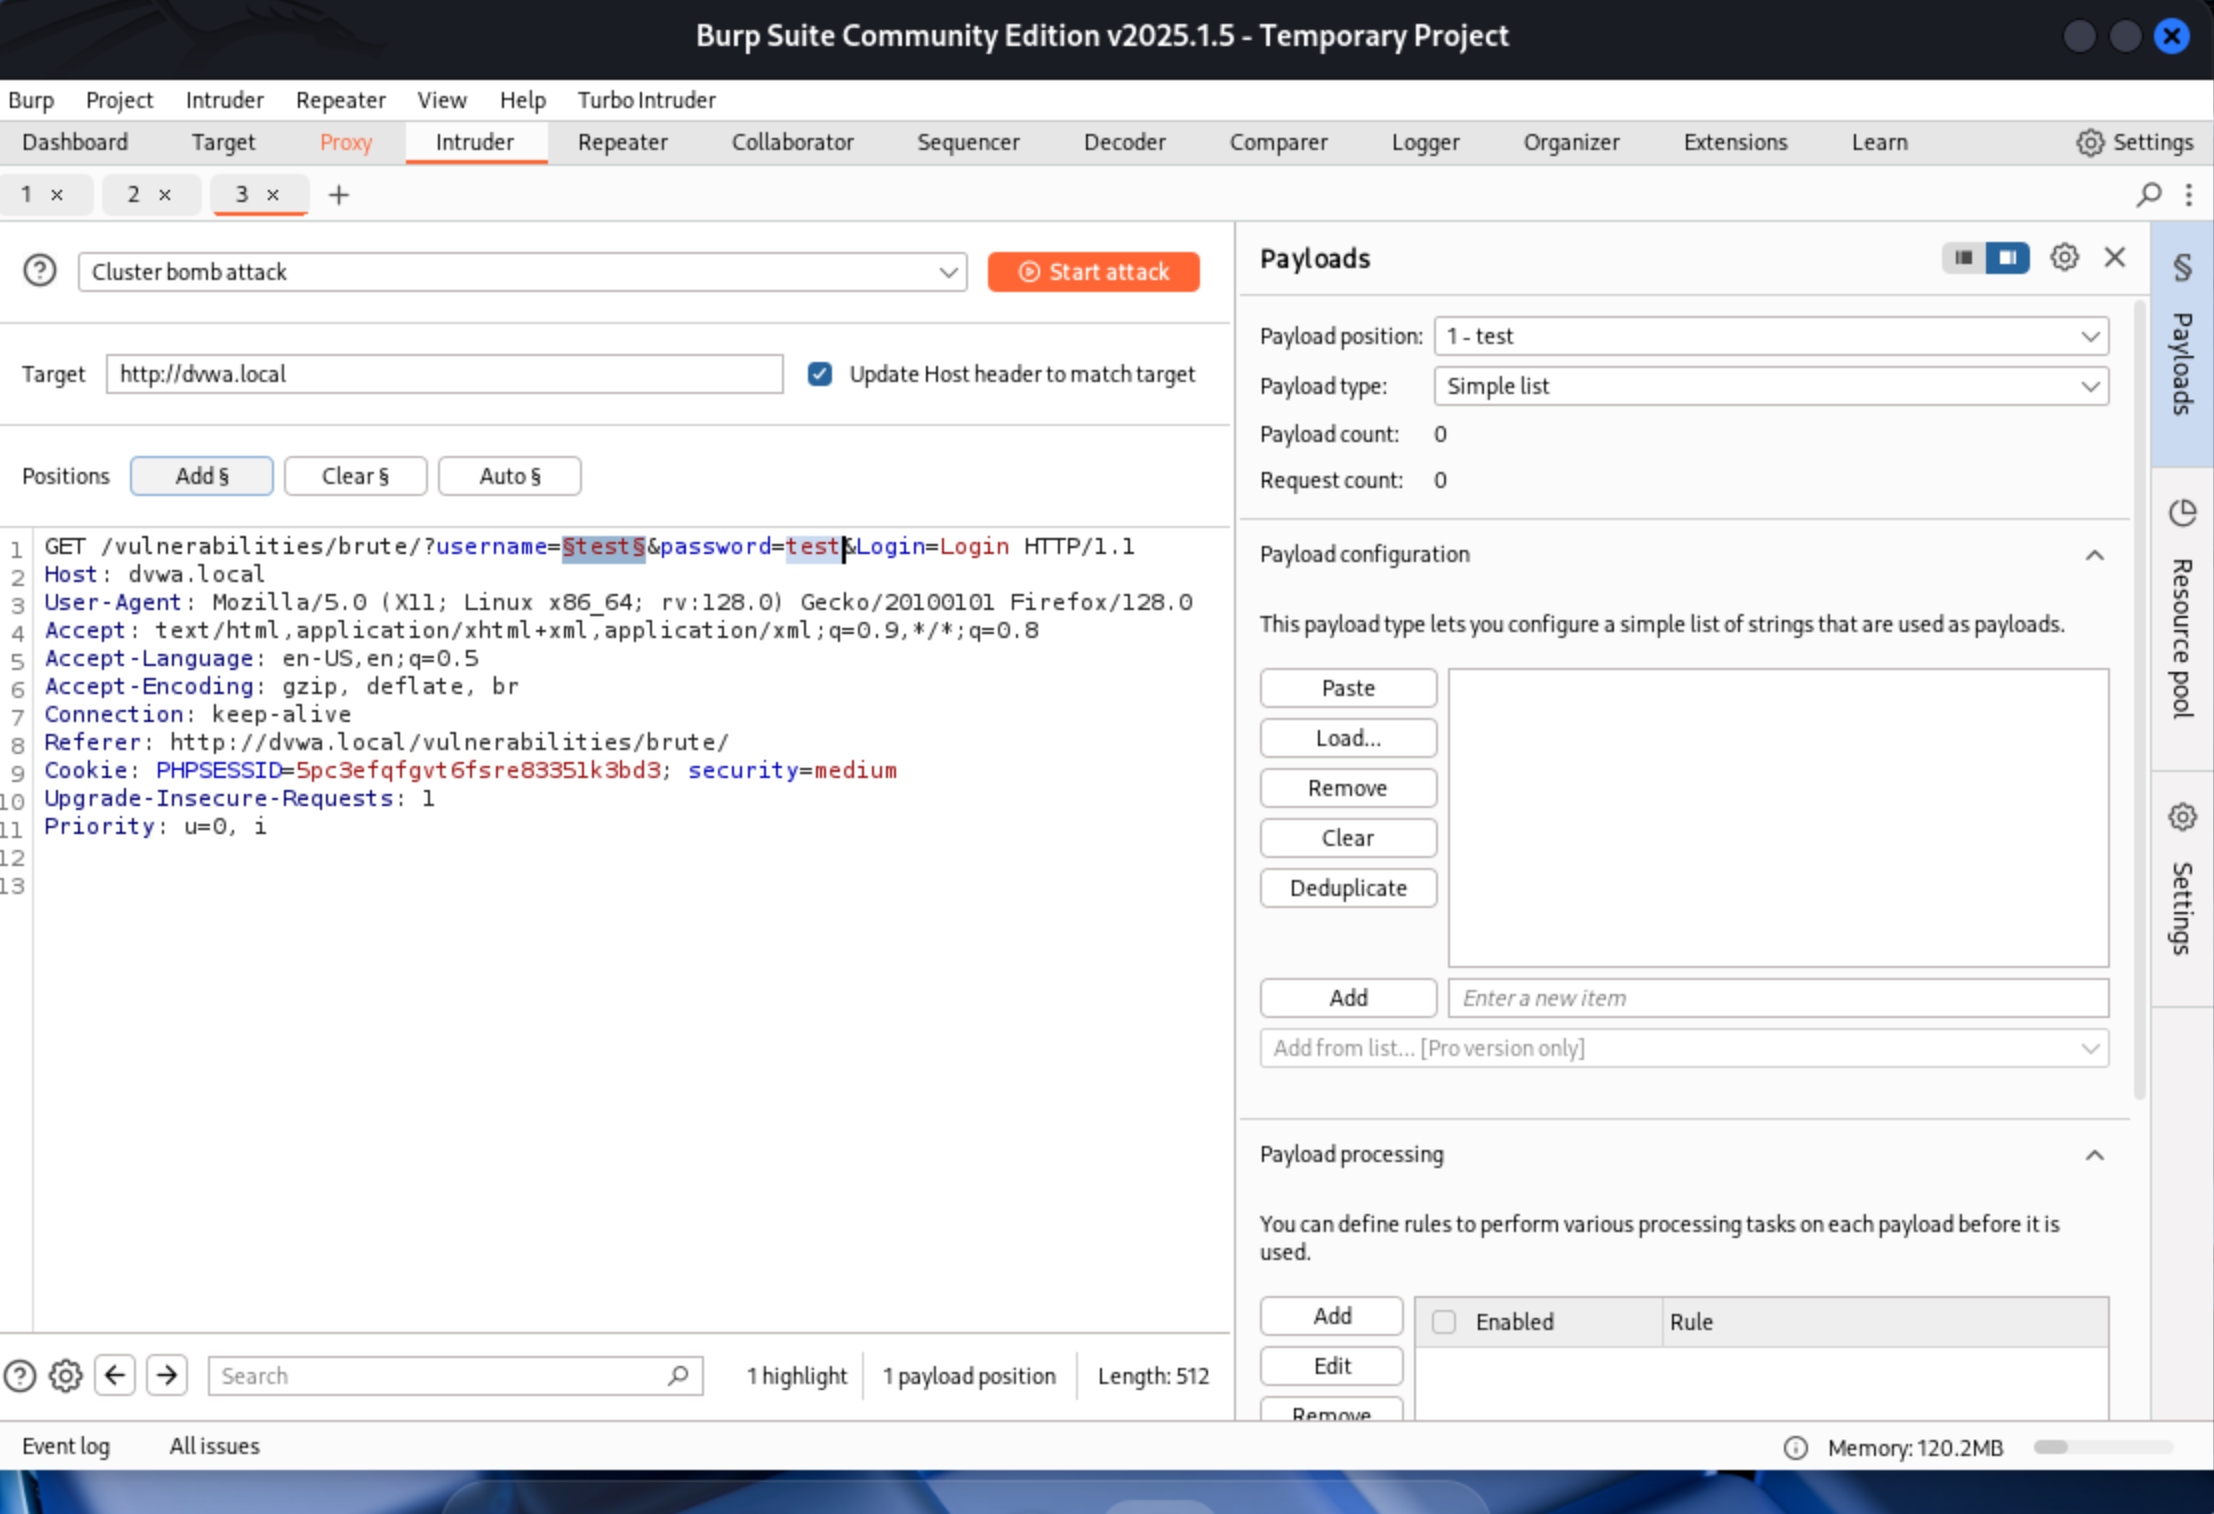 Burp Suite Community Edition v2025.1.5 - Temporary Project
Burp Project Intruder Repeater View Help Turbo Intruder
Dashboard Target Proxy Intruder Repeater Collaborator Sequencer Decoder Comparer Logger Organizer Extensions Learn Settings
1 × 2 × 3 × +
Cluster bomb attack Start attack
Target http://dvwa.local Update Host header to match target
Positions Add § Clear § Auto §
1 GET /vulnerabilities/brute/?username=§test§&password=test&Login=Login HTTP/1.1
2 Host: dvwa.local
3 User-Agent: Mozilla/5.0 (X11; Linux x86_64; rv:128.0) Gecko/20100101 Firefox/128.0
4 Accept: text/html,application/xhtml+xml,application/xml;q=0.9,*/*;q=0.8
5 Accept-Language: en-US,en;q=0.5
6 Accept-Encoding: gzip, deflate, br
7 Connection: keep-alive
8 Referer: http://dvwa.local/vulnerabilities/brute/
9 Cookie: PHPSESSID=5pc3efqfgvt6fsre83351k3bd3; security=medium
10 Upgrade-Insecure-Requests: 1
11 Priority: u=0, i
12
13
Search 1 highlight 1 payload position Length: 512
Payloads
Payload position: 1 - test
Payload type: Simple list
Payload count: 0
Request count: 0
Payload configuration
This payload type lets you configure a simple list of strings that are used as payloads.
Paste
Load...
Remove
Clear
Deduplicate
Add Enter a new item
Add from list... [Pro version only]
Payload processing
You can define rules to perform various processing tasks on each payload before it is
used.
Add Enabled Rule
Edit
Remove
§ Payloads
Resource pool
Settings
Event log All issues Memory: 120.2MB